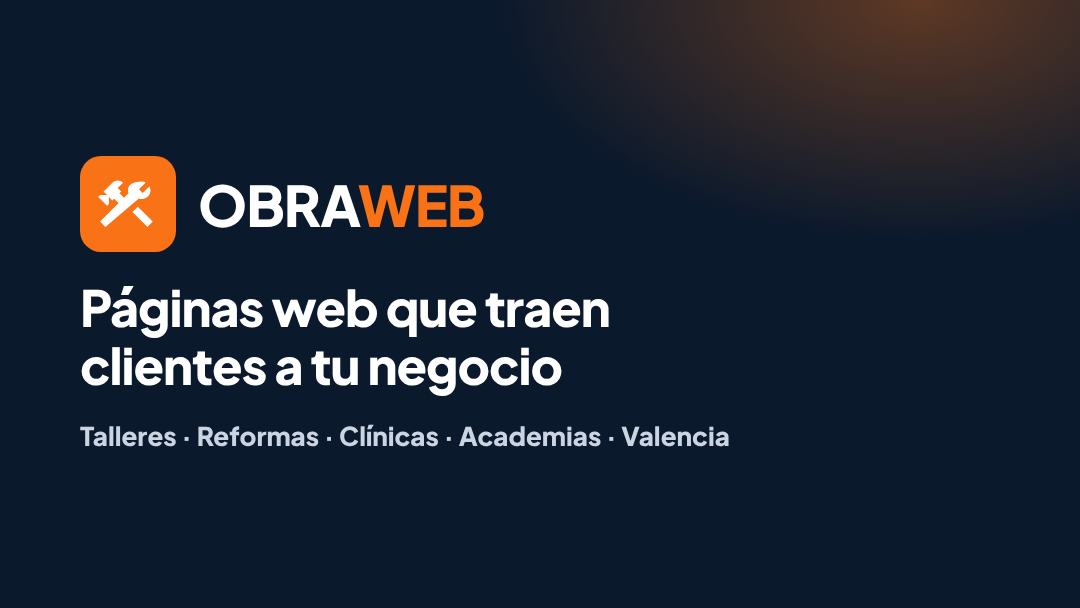 OBRAWEB
Páginas web que traen
clientes a tu negocio
Talleres · Reformas · Clínicas · Academias · Valencia